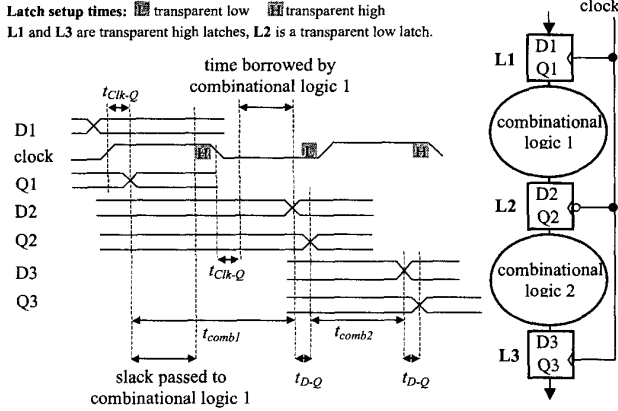 Latch setup times: L transparent low H transparent high
L1 and L3 are transparent high latches, L2 is a transparent low latch.
clock
time borrowed by
combinational logic 1
tClk-Q
D1
clock
H
L
H
Q1
D2
Q2
tClk-Q
D3
Q3
tcomb1
tcomb2
tD-Q
tD-Q
slack passed to
combinational logic 1
L1
D1
Q1
combinational
logic 1
L2
D2
Q2
combinational
logic 2
L3
D3
Q3